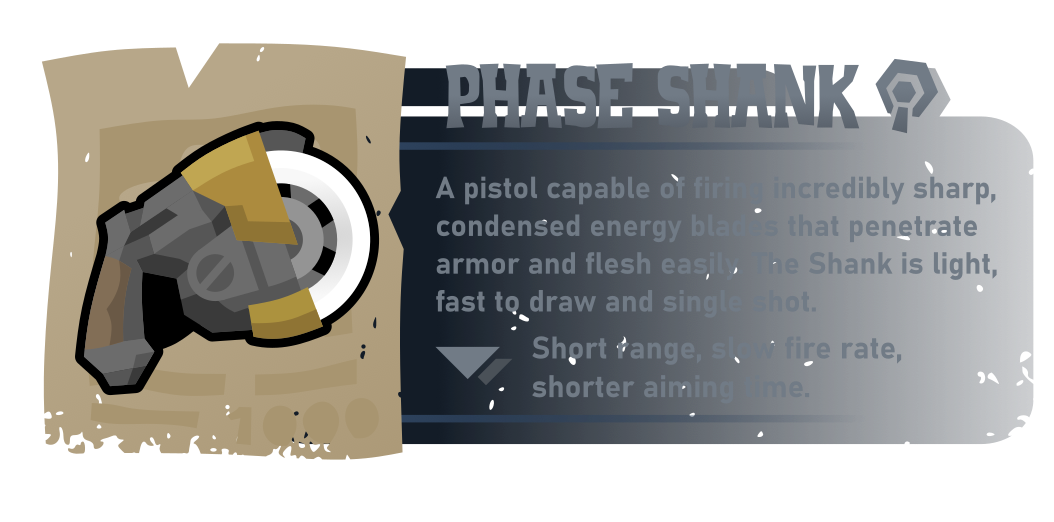 PHASE SHANK
A pistol capable of firing incredibly sharp,
condensed energy blades that penetrate
armor and flesh easily. The Shank is light,
fast to draw and single shot.
Short range, slow fire rate,
shorter aiming time.
1000